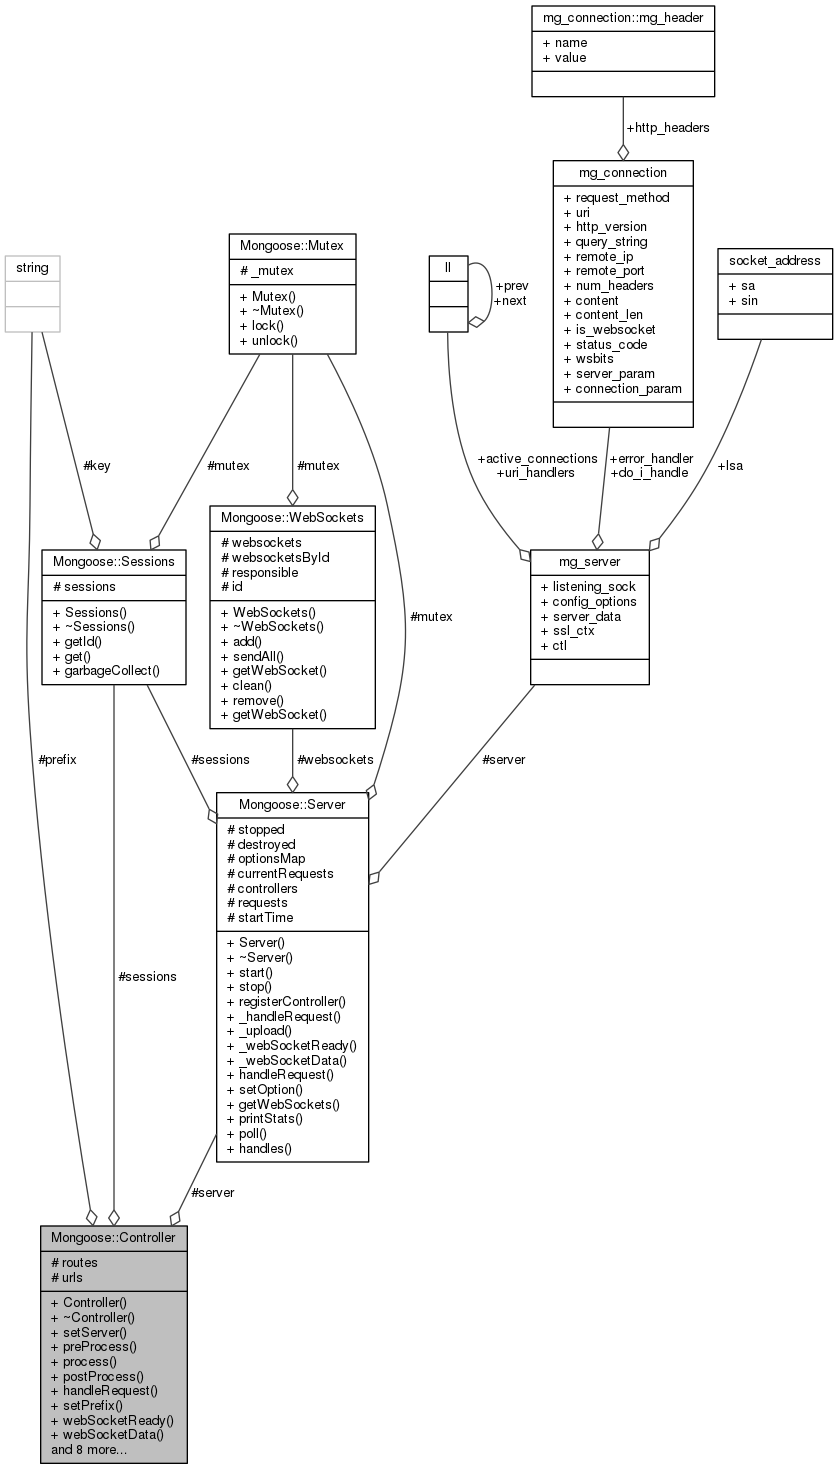 mg_connection::mg_header
+ name
+ value
+http_headers
mg_connection
+ request_method
+ uri
+ http_version
+ query_string
+ remote_ip
+ remote_port
+ num_headers
+ content
+ content_len
+ is_websocket
+ status_code
+ wsbits
+ server_param
+ connection_param
Mongoose::Mutex
# _mutex
+ Mutex()
+ ~Mutex()
+ lock()
+ unlock()
string
ll
+prev
+next
socket_address
+ sa
+ sin
#key
#mutex
#mutex
+active_connections
+uri_handlers
+error_handler
+do_i_handle
+lsa
Mongoose::WebSockets
# websockets
# websocketsById
# responsible
# id
+ WebSockets()
+ ~WebSockets()
+ add()
+ sendAll()
+ getWebSocket()
+ clean()
+ remove()
+ getWebSocket()
Mongoose::Sessions
# sessions
+ Sessions()
+ ~Sessions()
+ getId()
+ get()
+ garbageCollect()
mg_server
+ listening_sock
+ config_options
+ server_data
+ ssl_ctx
+ ctl
#mutex
#prefix
#sessions
#websockets
#server
Mongoose::Server
# stopped
# destroyed
# optionsMap
# currentRequests
# controllers
# requests
# startTime
+ Server()
+ ~Server()
+ start()
+ stop()
+ registerController()
+ _handleRequest()
+ _upload()
+ _webSocketReady()
+ _webSocketData()
+ handleRequest()
+ setOption()
+ getWebSockets()
+ printStats()
+ poll()
+ handles()
#sessions
#server
Mongoose::Controller
# routes
# urls
+ Controller()
+ ~Controller()
+ setServer()
+ preProcess()
+ process()
+ postProcess()
+ handleRequest()
+ setPrefix()
+ webSocketReady()
+ webSocketData()
and 8 more...